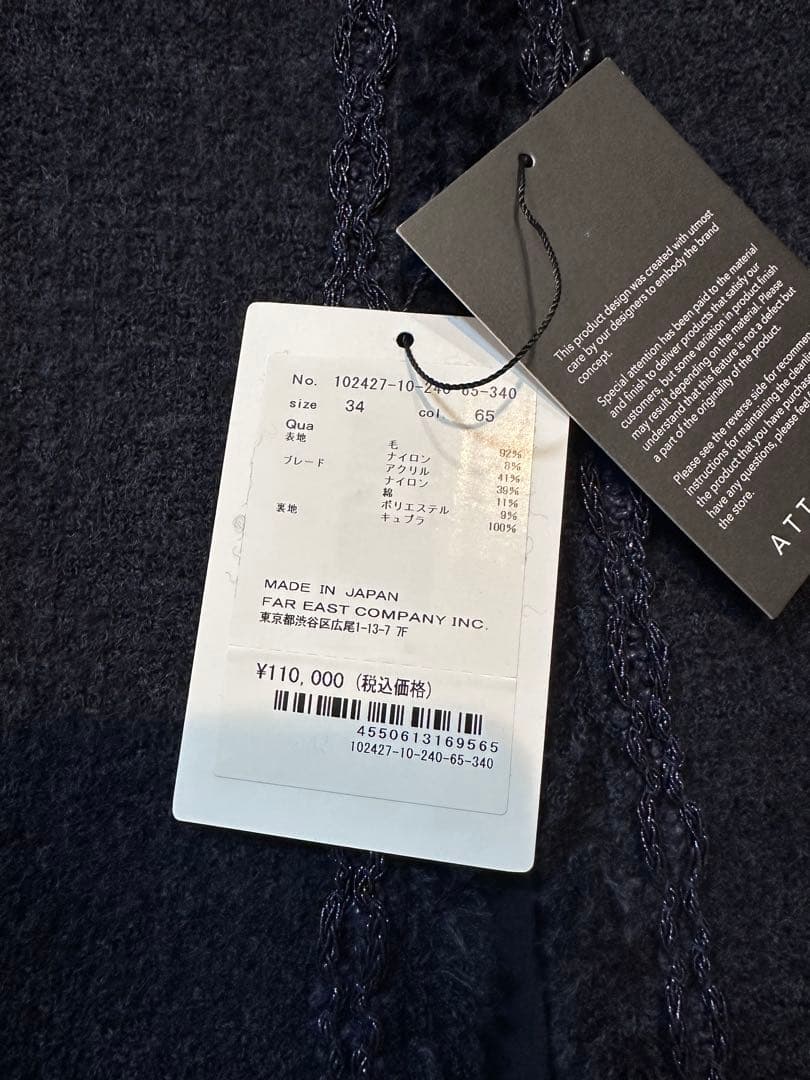 No. 102427-10-240-65-340
size 34 col. 65
Qua
表地 毛 92%
ナイロン 8%
ブレード アクリル 41%
ナイロン 39%
綿 11%
ポリエステル 9%
裏地 キュプラ 100%
MADE IN JAPAN
FAR EAST COMPANY INC.
東京都渋谷区広尾1-13-7 7F
¥110,000 (税込価格)
4550613169565
102427-10-240-65-340
This product design was created with utmost
care by our designers to embody the brand
concept.
Special attention has been paid to the material
and finish to deliver products that satisfy our
customers, but some variation in product finish
may result depending on the material. Please
understand that this feature is not a defect but
a part of the originality of the product.
Please see the reverse side for
instructions for maintaining the
the product that you have
have any questions, please
the store.
ATT